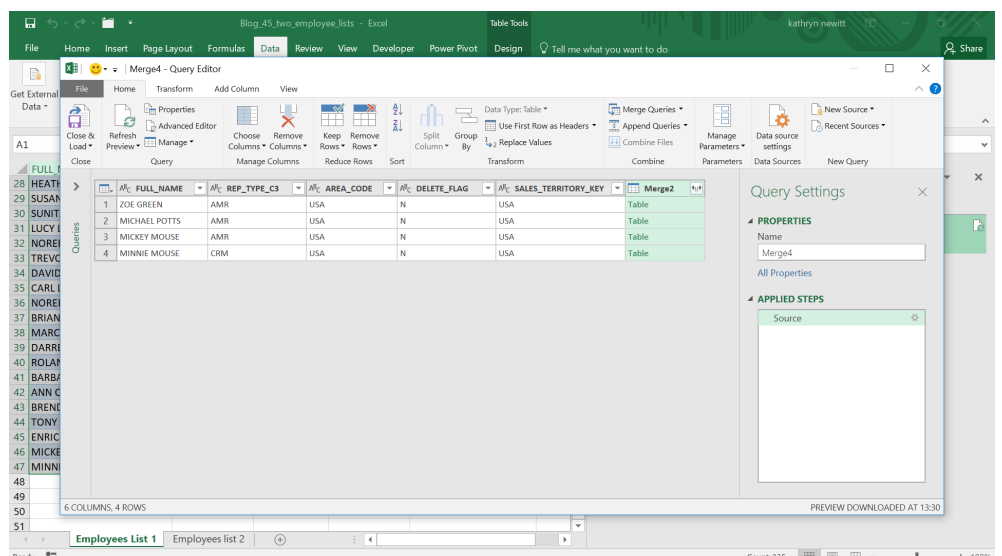 Blog_45_two_employee_lists - Excel
Table Tools
kathryn newitt
File Home Insert Page Layout Formulas Data Review View Developer Power Pivot Design Tell me what you want to do Share
Get External
Data
Merge4 - Query Editor
File Home Transform Add Column View
Close &
Load
Refresh
Preview
Properties
Advanced Editor
Manage
Choose
Columns
Remove
Columns
Keep
Rows
Remove
Rows
Split
Column
Group
By
Data Type: Table
Use First Row as Headers
Replace Values
Merge Queries
Append Queries
Combine Files
Manage
Parameters
Data source
settings
New Source
Recent Sources
Close Query Manage Columns Reduce Rows Sort Transform Combine Parameters Data Sources New Query
A1
FULL_N
28 HEATH
29 SUSAN
30 SUNIT
31 LUCY L
32 NOREE
33 TREVO
34 DAVID
35 CARL L
36 NOREE
37 BRIAN
38 MARC
39 DARRE
40 ROLAN
41 BARBA
42 ANN C
43 BREND
44 TONY
45 ENRIC
46 MICKE
47 MINNI
48
49
50
51
Queries
FULL_NAME REP_TYPE_C3 AREA_CODE DELETE_FLAG SALES_TERRITORY_KEY Merge2
1 ZOE GREEN AMR USA N USA Table
2 MICHAEL POTTS AMR USA N USA Table
3 MICKEY MOUSE AMR USA N USA Table
4 MINNIE MOUSE CRM USA N USA Table
Query Settings
PROPERTIES
Name
Merge4
All Properties
APPLIED STEPS
Source
6 COLUMNS, 4 ROWS
PREVIEW DOWNLOADED AT 13:30
Employees List 1 Employees list 2